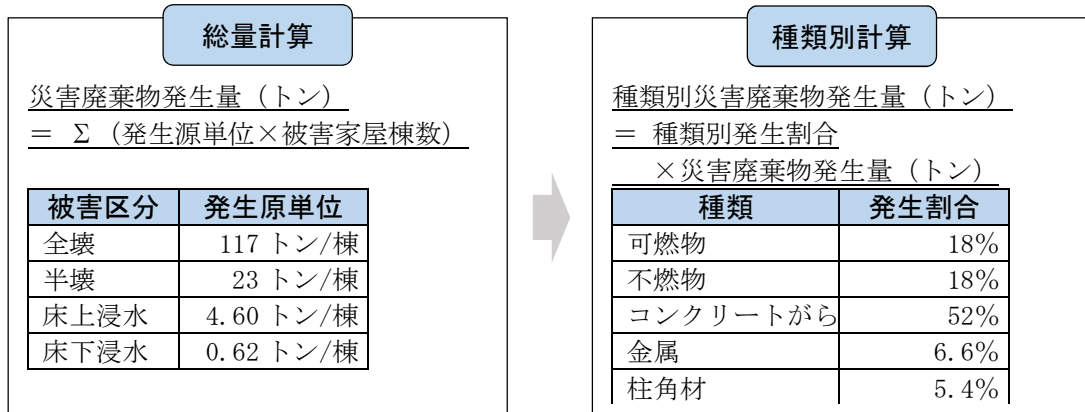 総量計算
災害廃棄物発生量（トン）
＝ Σ（発生源単位×被害家屋棟数）
被害区分 発生原単位
全壊 117 トン/棟
半壊 23 トン/棟
床上浸水 4.60 トン/棟
床下浸水 0.62 トン/棟
種類別計算
種類別災害廃棄物発生量（トン）
＝ 種類別発生割合
×災害廃棄物発生量（トン）
種類 発生割合
可燃物 18%
不燃物 18%
コンクリートがら 52%
金属 6.6%
柱角材 5.4%